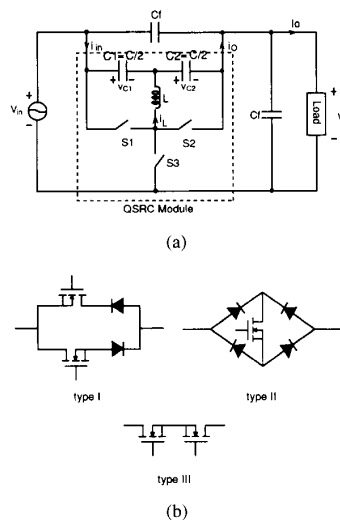 Cf
Ia
iin
iO
C1=C/2
C2=C/2
+
-
+
-
vC1
vC2
+
Vin
-
L
iL
S1
S2
S3
Cf
+
Load
V
-
QSRC Module
(a)
type I
type II
type III
(b)